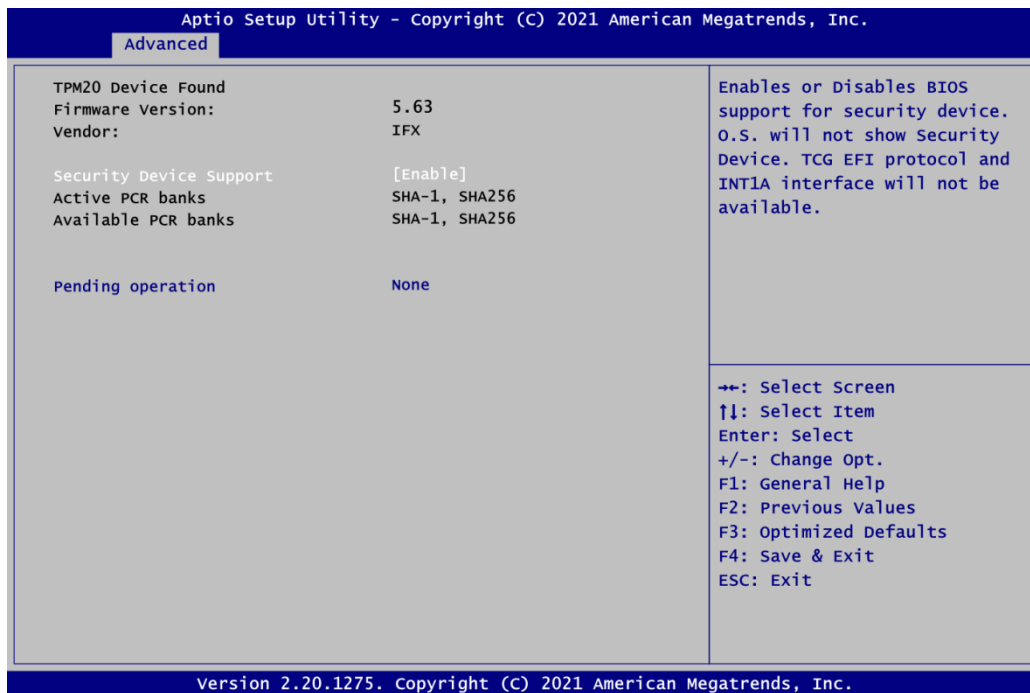 Aptio Setup Utility – Copyright (C) 2021 American Megatrends, Inc.
Advanced
TPM20 Device Found
Firmware Version: 5.63
Vendor: IFX
Security Device Support [Enable]
Active PCR banks SHA-1, SHA256
Available PCR banks SHA-1, SHA256
Pending operation None
Enables or Disables BIOS
support for security device.
O.S. will not show Security
Device. TCG EFI protocol and
INT1A interface will not be
available.
→←: Select Screen
↑↓: Select Item
Enter: Select
+/-: Change Opt.
F1: General Help
F2: Previous Values
F3: Optimized Defaults
F4: Save & Exit
ESC: Exit
Version 2.20.1275. Copyright (C) 2021 American Megatrends, Inc.